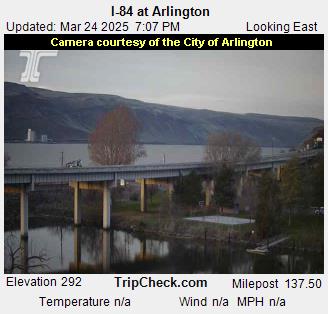 I-84 at Arlington
Updated: Mar 24 2025 7:07 PM Looking East
Camera courtesy of the City of Arlington
Elevation 292 TripCheck.com Milepost 137.50
Temperature n/a Wind n/a MPH n/a